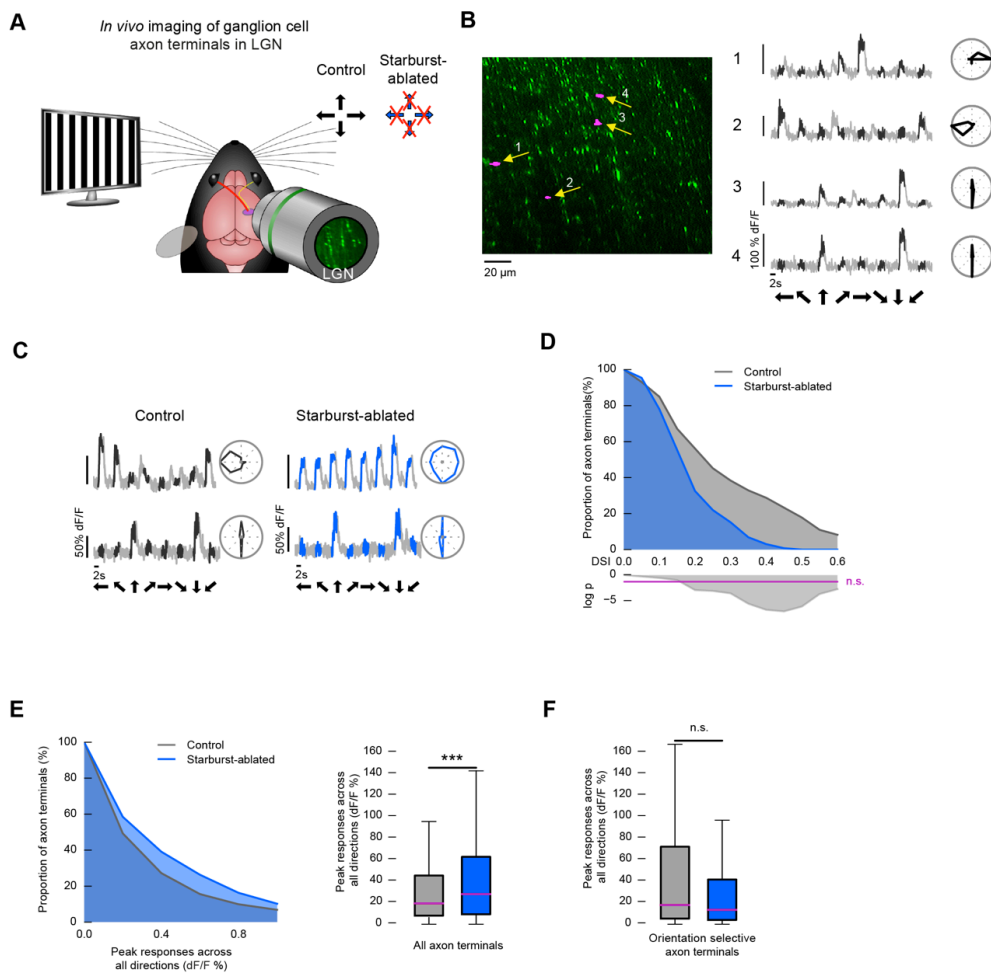 A
In vivo imaging of ganglion cell
axon terminals in LGN
Control
Starburst-
ablated
LGN
B
1
2
3
4
20 µm
1
2
3
4
100 % dF/F
2s
C
Control
Starburst-ablated
50% dF/F
2s
50% dF/F
2s
D
Proportion of axon terminals(%)
100
80
60
40
20
0
Control
Starburst-ablated
DSI
0.0 0.1 0.2 0.3 0.4 0.5 0.6
log p
0
−5
n.s.
E
Proportion of axon terminals (%)
100
80
60
40
20
0
Control
Starburst-ablated
0.0 0.2 0.4 0.6 0.8
Peak responses across
all directions (dF/F %)
Peak responses across
all directions (dF/F %)
160
140
120
100
80
60
40
20
0
***
All axon terminals
F
Peak responses across
all directions (dF/F %)
160
140
120
100
80
60
40
20
0
n.s.
Orientation selective
axon terminals